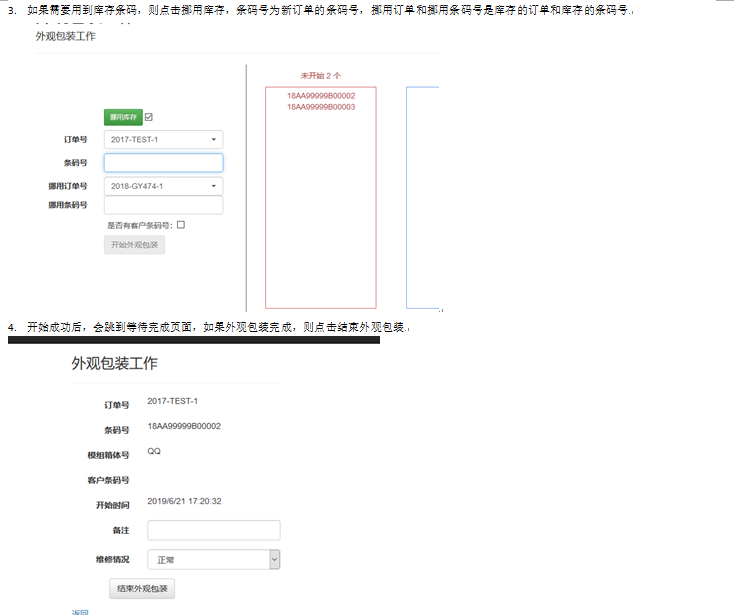 3. 如果需要用到库存条码，则点击挪用库存，条码号为新订单的条码号，挪用订单和挪用条码号是库存的订单和库存的条码号。
外观包装工作
未开始 2 个
18AA99999B00002
18AA99999B00003
挪用库存
订单号 2017-TEST-1
条码号
挪用订单号 2018-GY474-1
挪用条码号
是否有客户条码号：
开始外观包装
4. 开始成功后，会跳到等待完成页面，如果外观包装完成，则点击结束外观包装。
外观包装工作
订单号 2017-TEST-1
条码号 18AA99999B00002
模组箱体号 QQ
客户条码号
开始时间 2019/6/21 17:20:32
备注
维修情况 正常
结束外观包装
返回